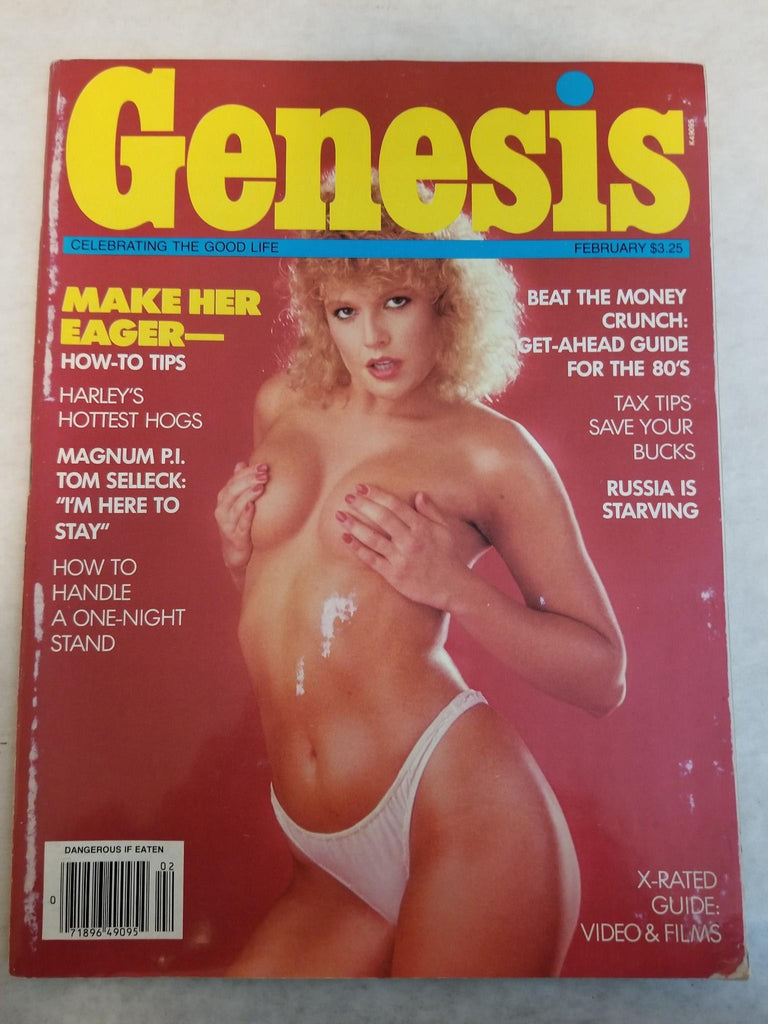 Genesis
K49095
CELEBRATING THE GOOD LIFE
FEBRUARY $3.25
MAKE HER
EAGER—
HOW-TO TIPS
HARLEY'S
HOTTEST HOGS
MAGNUM P.I.
TOM SELLECK:
"I'M HERE TO
STAY"
HOW TO
HANDLE
A ONE-NIGHT
STAND
BEAT THE MONEY
CRUNCH:
GET-AHEAD GUIDE
FOR THE 80'S
TAX TIPS
SAVE YOUR
BUCKS
RUSSIA IS
STARVING
DANGEROUS IF EATEN
02
0
71896 49095
X-RATED
GUIDE:
VIDEO & FILMS